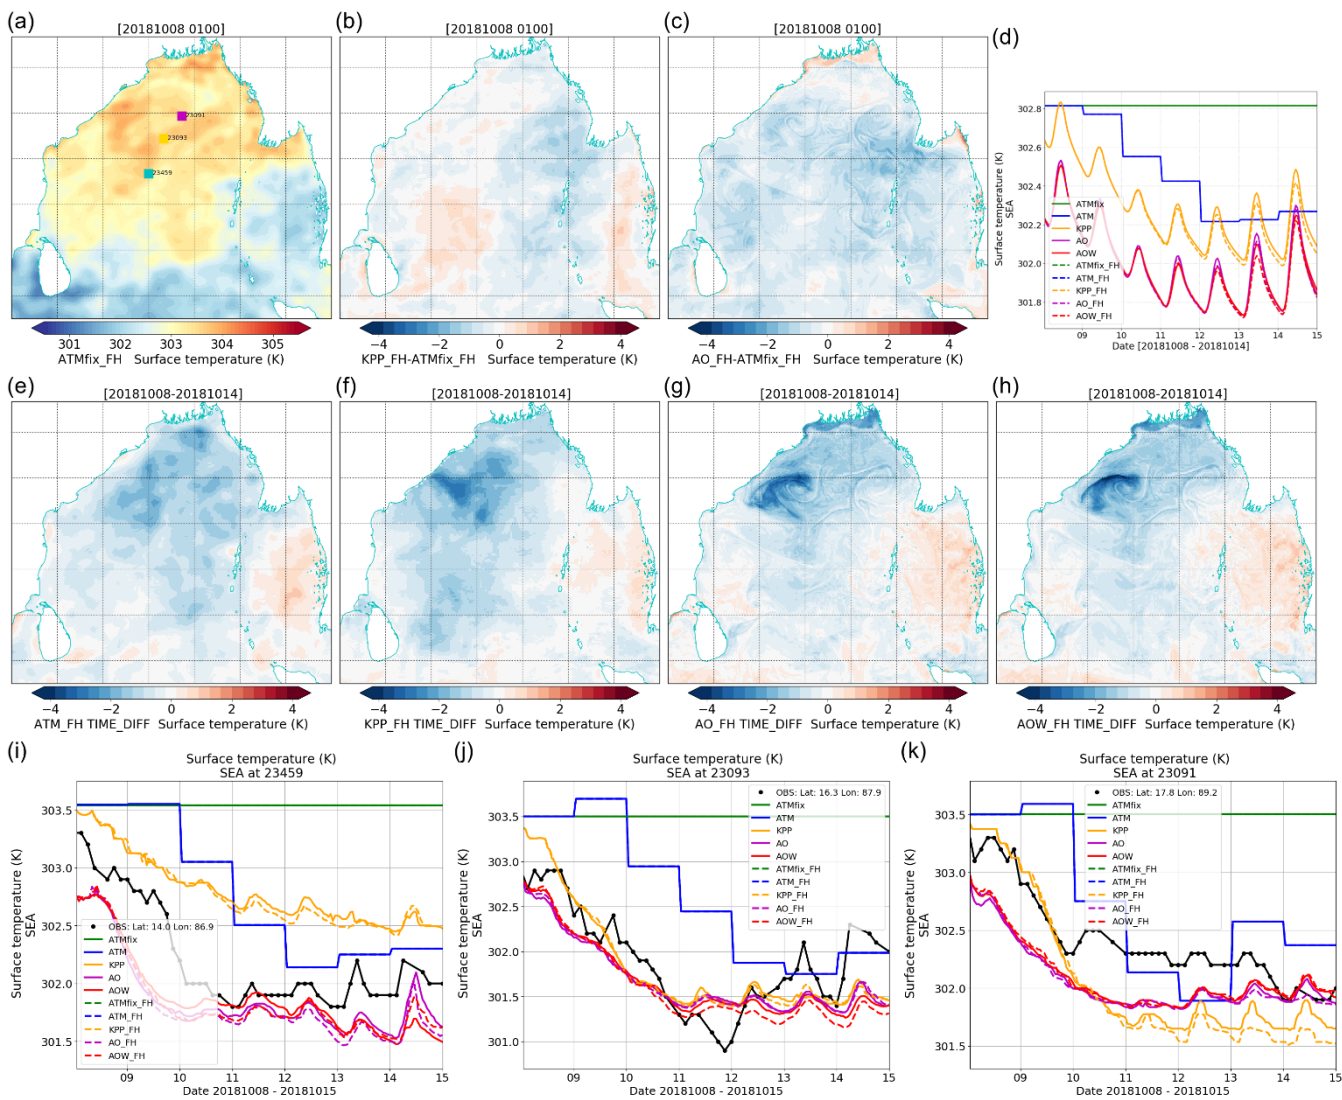 (a)
[20181008 0100]
23091
23093
23459
301 302 303 304 305
ATMfix_FH Surface temperature (K)
(b)
[20181008 0100]
−4 −2 0 2 4
KPP_FH-ATMfix_FH Surface temperature (K)
(c)
[20181008 0100]
−4 −2 0 2 4
AO_FH-ATMfix_FH Surface temperature (K)
(d)
Surface temperature (K)
SEA
302.8
302.6
302.4
302.2
302.0
301.8
ATMfix
ATM
KPP
AO
AOW
ATMfix_FH
ATM_FH
KPP_FH
AO_FH
AOW_FH
09 10 11 12 13 14 15
Date [20181008 - 20181014]
(e)
[20181008-20181014]
−4 −2 0 2 4
ATM_FH TIME_DIFF Surface temperature (K)
(f)
[20181008-20181014]
−4 −2 0 2 4
KPP_FH TIME_DIFF Surface temperature (K)
(g)
[20181008-20181014]
−4 −2 0 2 4
AO_FH TIME_DIFF Surface temperature (K)
(h)
[20181008-20181014]
−4 −2 0 2 4
AOW_FH TIME_DIFF Surface temperature (K)
(i)
Surface temperature (K)
SEA at 23459
Surface temperature (K)
SEA
303.5
303.0
302.5
302.0
301.5
OBS: Lat: 14.0 Lon: 86.9
ATMfix
ATM
KPP
AO
AOW
ATMfix_FH
ATM_FH
KPP_FH
AO_FH
AOW_FH
09 10 11 12 13 14 15
Date 20181008 - 20181015
(j)
Surface temperature (K)
SEA at 23093
Surface temperature (K)
SEA
303.5
303.0
302.5
302.0
301.5
301.0
OBS: Lat: 16.3 Lon: 87.9
ATMfix
ATM
KPP
AO
AOW
ATMfix_FH
ATM_FH
KPP_FH
AO_FH
AOW_FH
09 10 11 12 13 14 15
Date 20181008 - 20181015
(k)
Surface temperature (K)
SEA at 23091
Surface temperature (K)
SEA
303.5
303.0
302.5
302.0
301.5
OBS: Lat: 17.8 Lon: 89.2
ATMfix
ATM
KPP
AO
AOW
ATMfix_FH
ATM_FH
KPP_FH
AO_FH
AOW_FH
09 10 11 12 13 14 15
Date 20181008 - 20181015